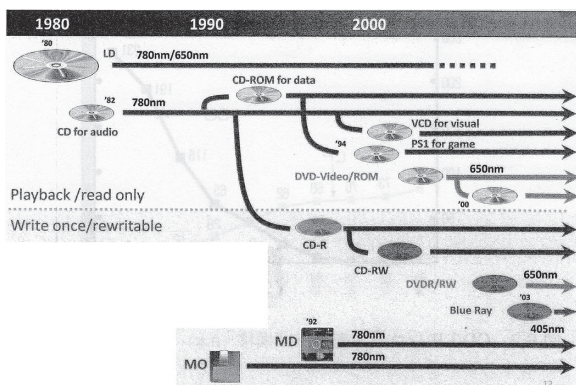 1980 1990 2000
'80
LD 780nm/650nm
CD-ROM for data
'82
780nm
CD for audio
VCD for visual
'94
PS1 for game
DVD-Video/ROM
650nm
'00
Playback /read only
Write once/rewritable
CD-R
CD-RW
DVDR/RW
650nm
'03
Blue Ray
405nm
'92
MD 780nm
780nm
MO